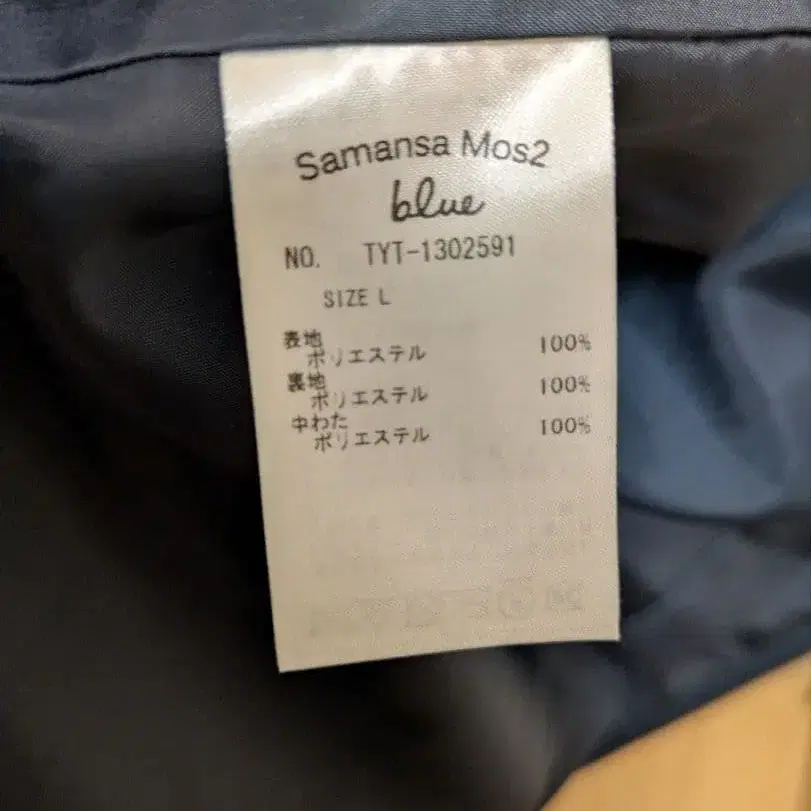 Samansa Mos2
blue
NO. TYT-1302591
SIZE L
表地
ポリエステル 100%
裏地
ポリエステル 100%
中わた
ポリエステル 100%